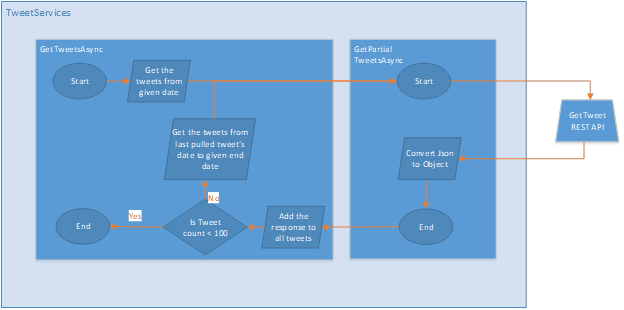 TweetServices
GetTweetsAsync
Start
Get the
tweets from
given date
Get the tweets from
last pulled tweet's
date to given end
date
No
Yes
End
Is Tweet
count < 100
Add the
response to
all tweets
GetPartial
TweetsAsync
Start
Convert Json
to Object
End
GetTweet
REST API